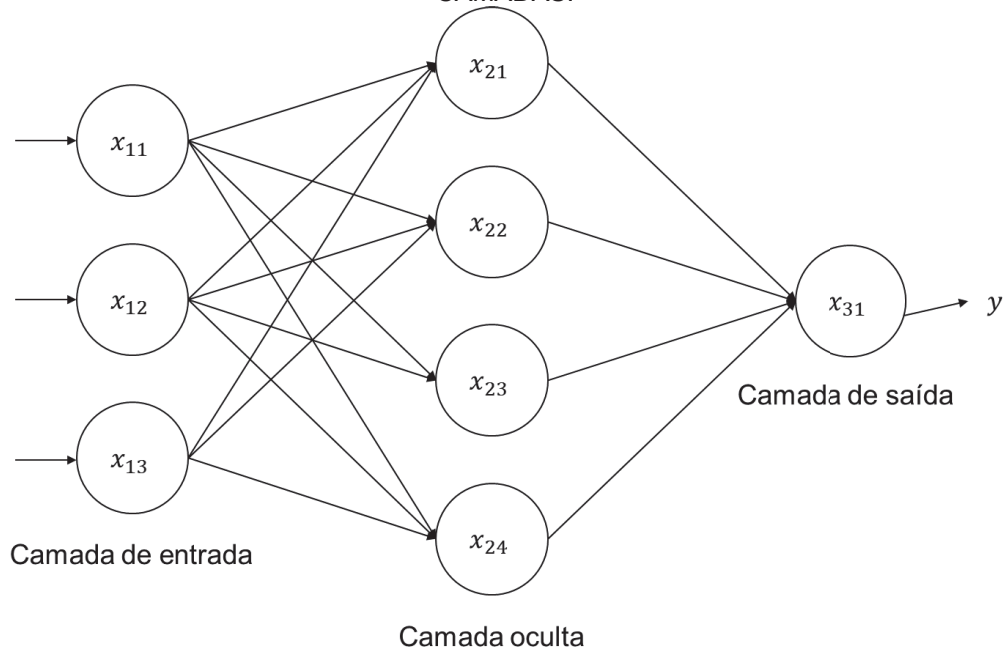 x₂₁
x₁₁
x₂₂
x₁₂
x₃₁
y
x₂₃
Camada de saída
x₁₃
x₂₄
Camada de entrada
Camada oculta